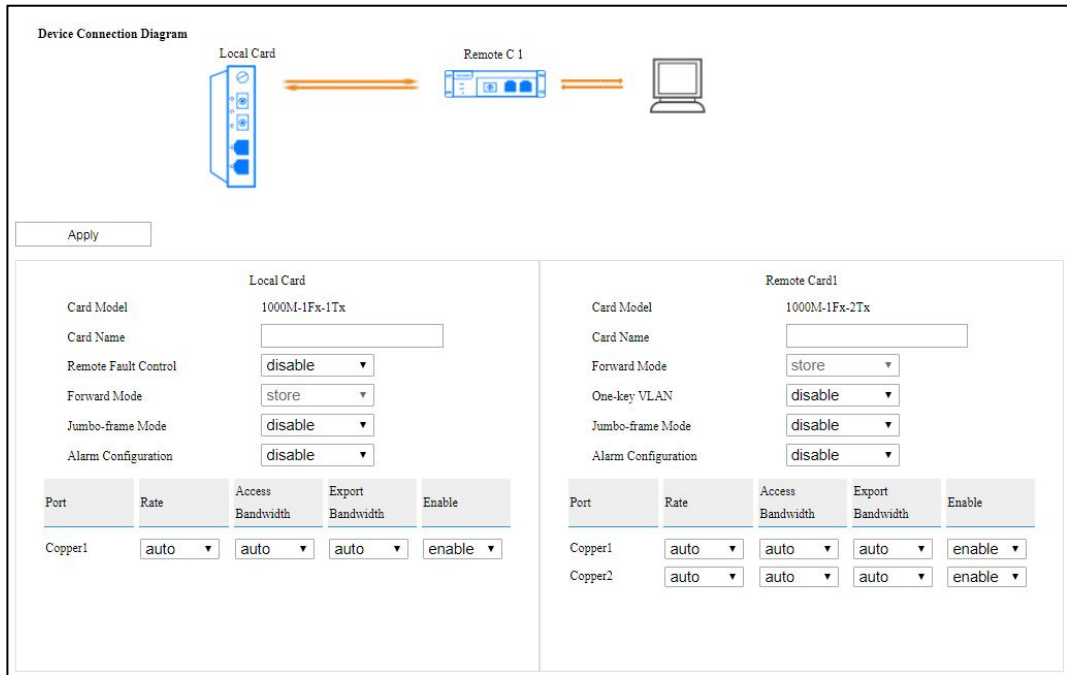 Device Connection Diagram
Local Card
Remote C 1
Apply
Local Card
Card Model 1000M-1Fx-1Tx
Card Name
Remote Fault Control disable
Forward Mode store
Jumbo-frame Mode disable
Alarm Configuration disable
Port Rate Access Bandwidth Export Bandwidth Enable
Copper1 auto auto auto enable
Remote Card1
Card Model 1000M-1Fx-2Tx
Card Name
Forward Mode store
One-key VLAN disable
Jumbo-frame Mode disable
Alarm Configuration disable
Port Rate Access Bandwidth Export Bandwidth Enable
Copper1 auto auto auto enable
Copper2 auto auto auto enable